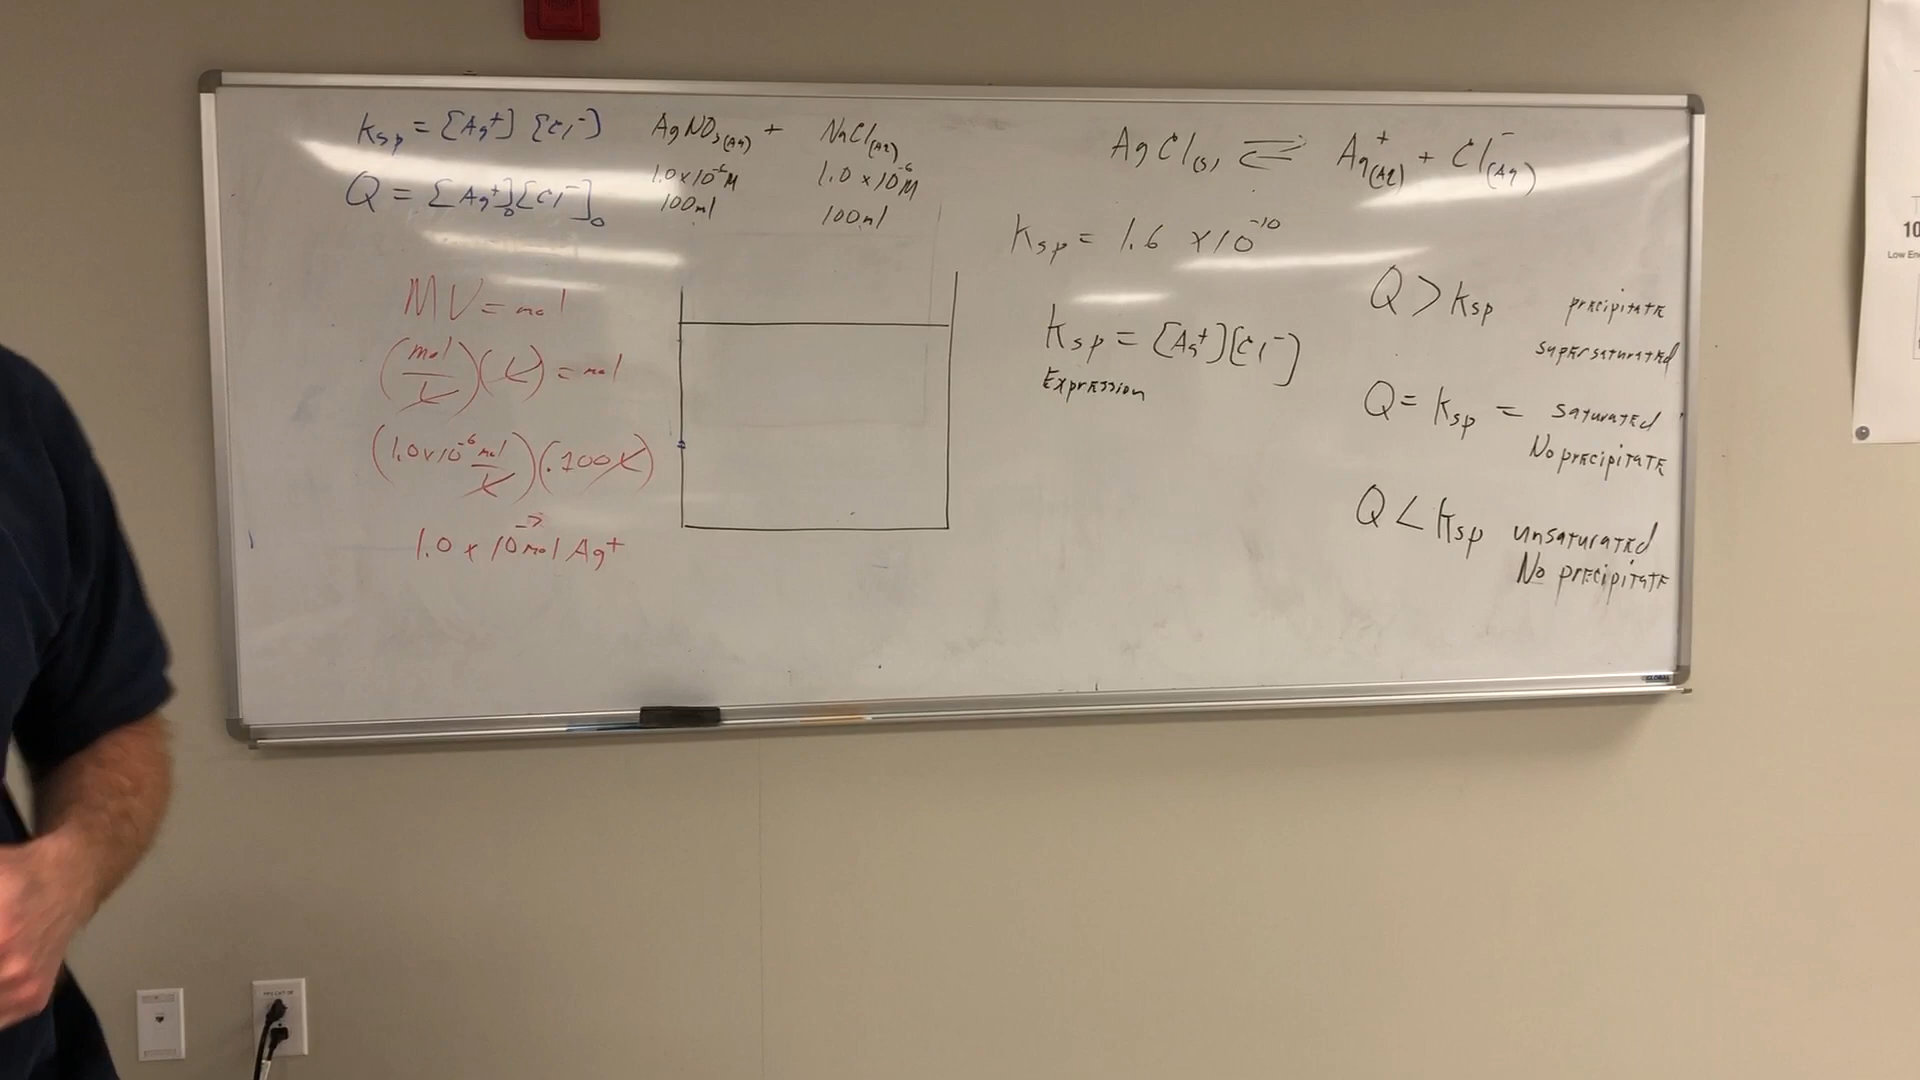 Ksp = [Ag⁺] [Cl⁻]
Q = [Ag⁺]₀[Cl⁻]₀
AgNO₃(Aq) + NaCl(Aq)
1.0x10⁻⁶M 1.0 x 10⁻⁶M
100ml 100ml
MV = mol
(mol/L)(L) = mol
(1.0x10⁻⁶ mol/L)(.100L)
1.0 x 10⁻⁷ mol Ag⁺
AgCl(s) ⇌ Ag⁺(Aq) + Cl⁻(Aq)
Ksp = 1.6 x10⁻¹⁰
Ksp = [Ag⁺][Cl⁻]
Expression
Q > Ksp precipitate
supersaturated
Q = Ksp = saturated
No precipitate
Q < Ksp unsaturated
No precipitate
GLOBAL
10